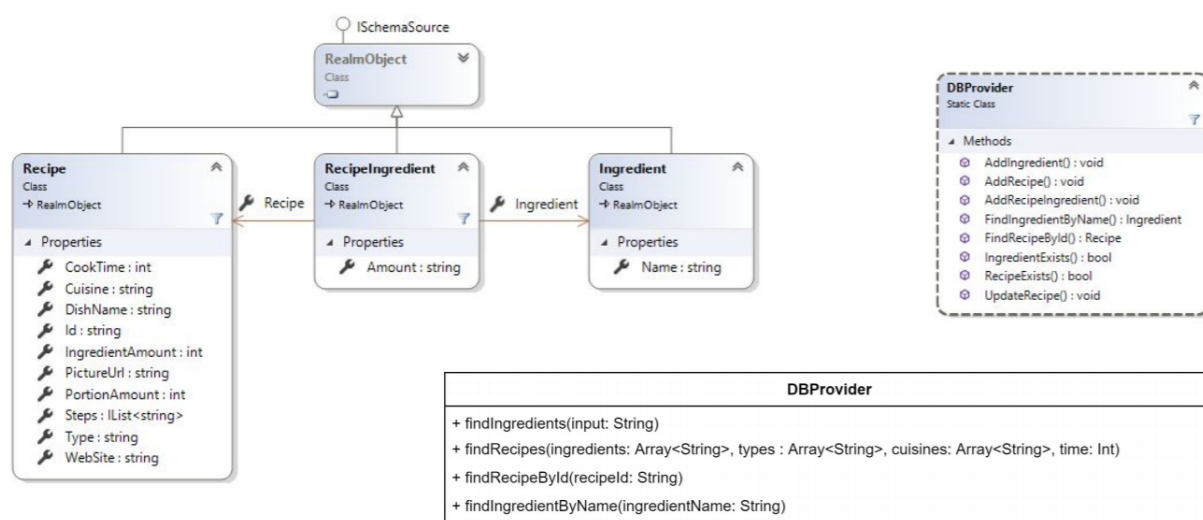 ISchemaSource
RealmObject
Class
Recipe
Class
RealmObject
Properties
CookTime : int
Cuisine : string
DishName : string
Id : string
IngredientAmount : int
PictureUrl : string
PortionAmount : int
Steps : IList<string>
Type : string
WebSite : string
Recipe
RecipeIngredient
Class
RealmObject
Properties
Amount : string
Ingredient
Ingredient
Class
RealmObject
Properties
Name : string
DBProvider
Static Class
Methods
AddIngredient() : void
AddRecipe() : void
AddRecipeIngredient() : void
FindIngredientByName() : Ingredient
FindRecipeById() : Recipe
IngredientExists() : bool
RecipeExists() : bool
UpdateRecipe() : void
DBProvider
+ findIngredients(input: String)
+ findRecipes(ingredients: Array<String>, types : Array<String>, cuisines: Array<String>, time: Int)
+ findRecipeById(recipeId: String)
+ findIngredientByName(ingredientName: String)